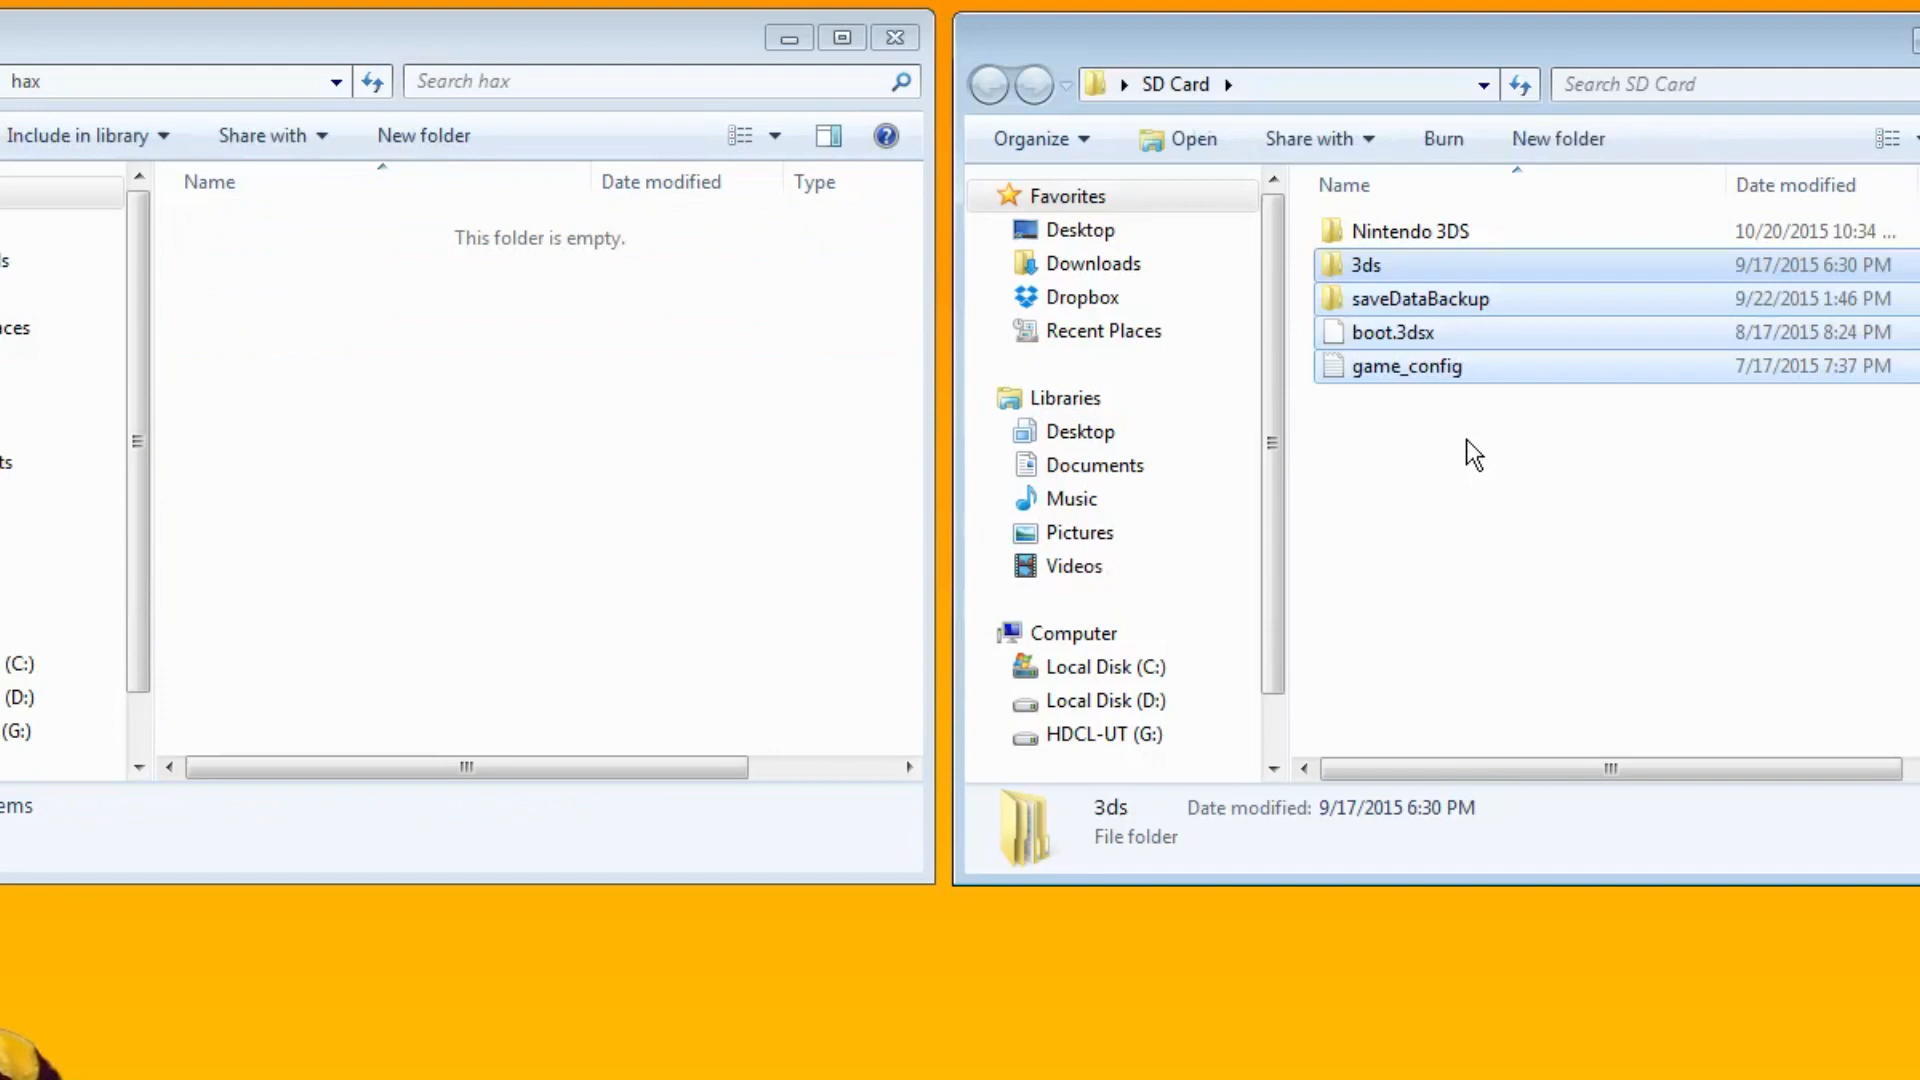 hax
Search hax
Include in library
Share with
New folder
Name
Date modified
Type
This folder is empty.
s
ces
ts
(C:)
(D:)
(G:)
ems
SD Card
Search SD Card
Organize
Open
Share with
Burn
New folder
Favorites
Desktop
Downloads
Dropbox
Recent Places
Libraries
Desktop
Documents
Music
Pictures
Videos
Computer
Local Disk (C:)
Local Disk (D:)
HDCL-UT (G:)
Name
Date modified
Nintendo 3DS
10/20/2015 10:34 ...
3ds
9/17/2015 6:30 PM
saveDataBackup
9/22/2015 1:46 PM
boot.3dsx
8/17/2015 8:24 PM
game_config
7/17/2015 7:37 PM
3ds
Date modified: 9/17/2015 6:30 PM
File folder